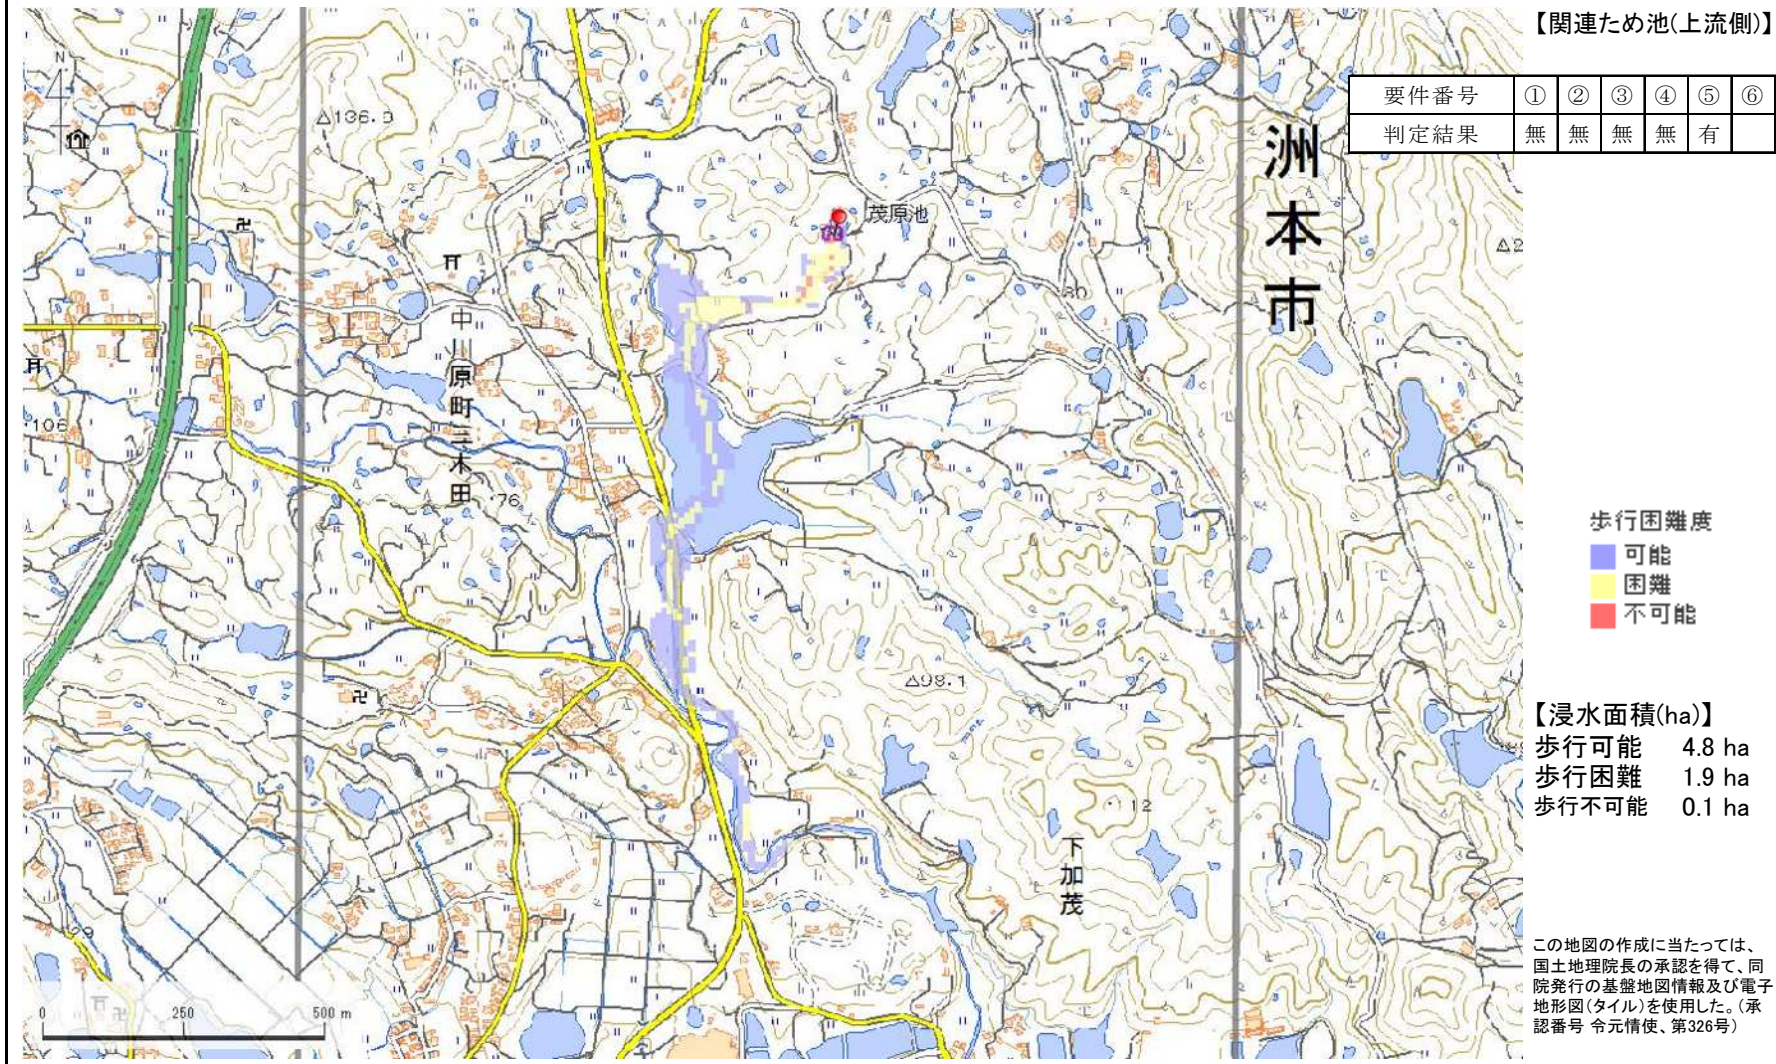 【関連ため池(上流側)】
要件番号 ① ② ③ ④ ⑤ ⑥
判定結果 無 無 無 無 有
N
△136.9
洲本市
茂原池
中川原町三木田
80
106
76
△98.1
112
下加茂
29
0 250 500 m
歩行困難度
可能
困難
不可能
【浸水面積(ha)】
歩行可能 4.8 ha
歩行困難 1.9 ha
歩行不可能 0.1 ha
この地図の作成に当たっては、
国土地理院長の承認を得て、同
院発行の基盤地図情報及び電子
地形図(タイル)を使用した。(承
認番号 令元情使、第326号)